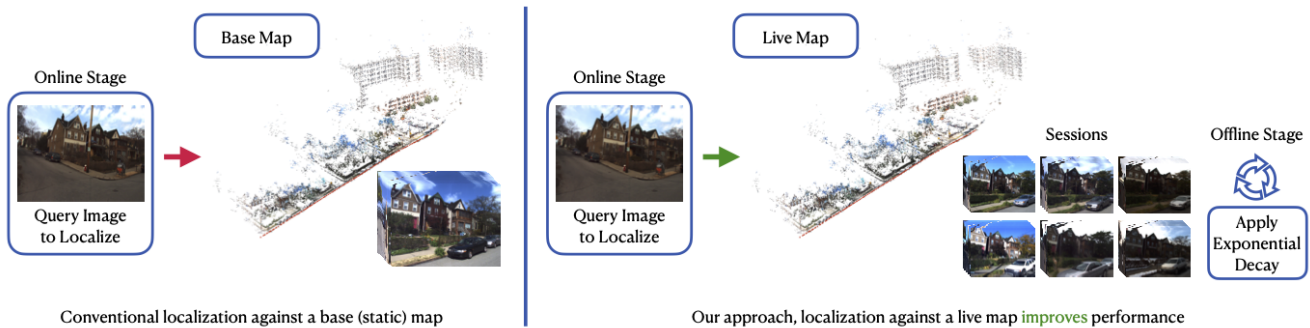 Base Map
Online Stage
Query Image
to Localize
Conventional localization against a base (static) map
Live Map
Online Stage
Query Image
to Localize
Sessions
Offline Stage
Apply
Exponential
Decay
Our approach, localization against a live map improves performance